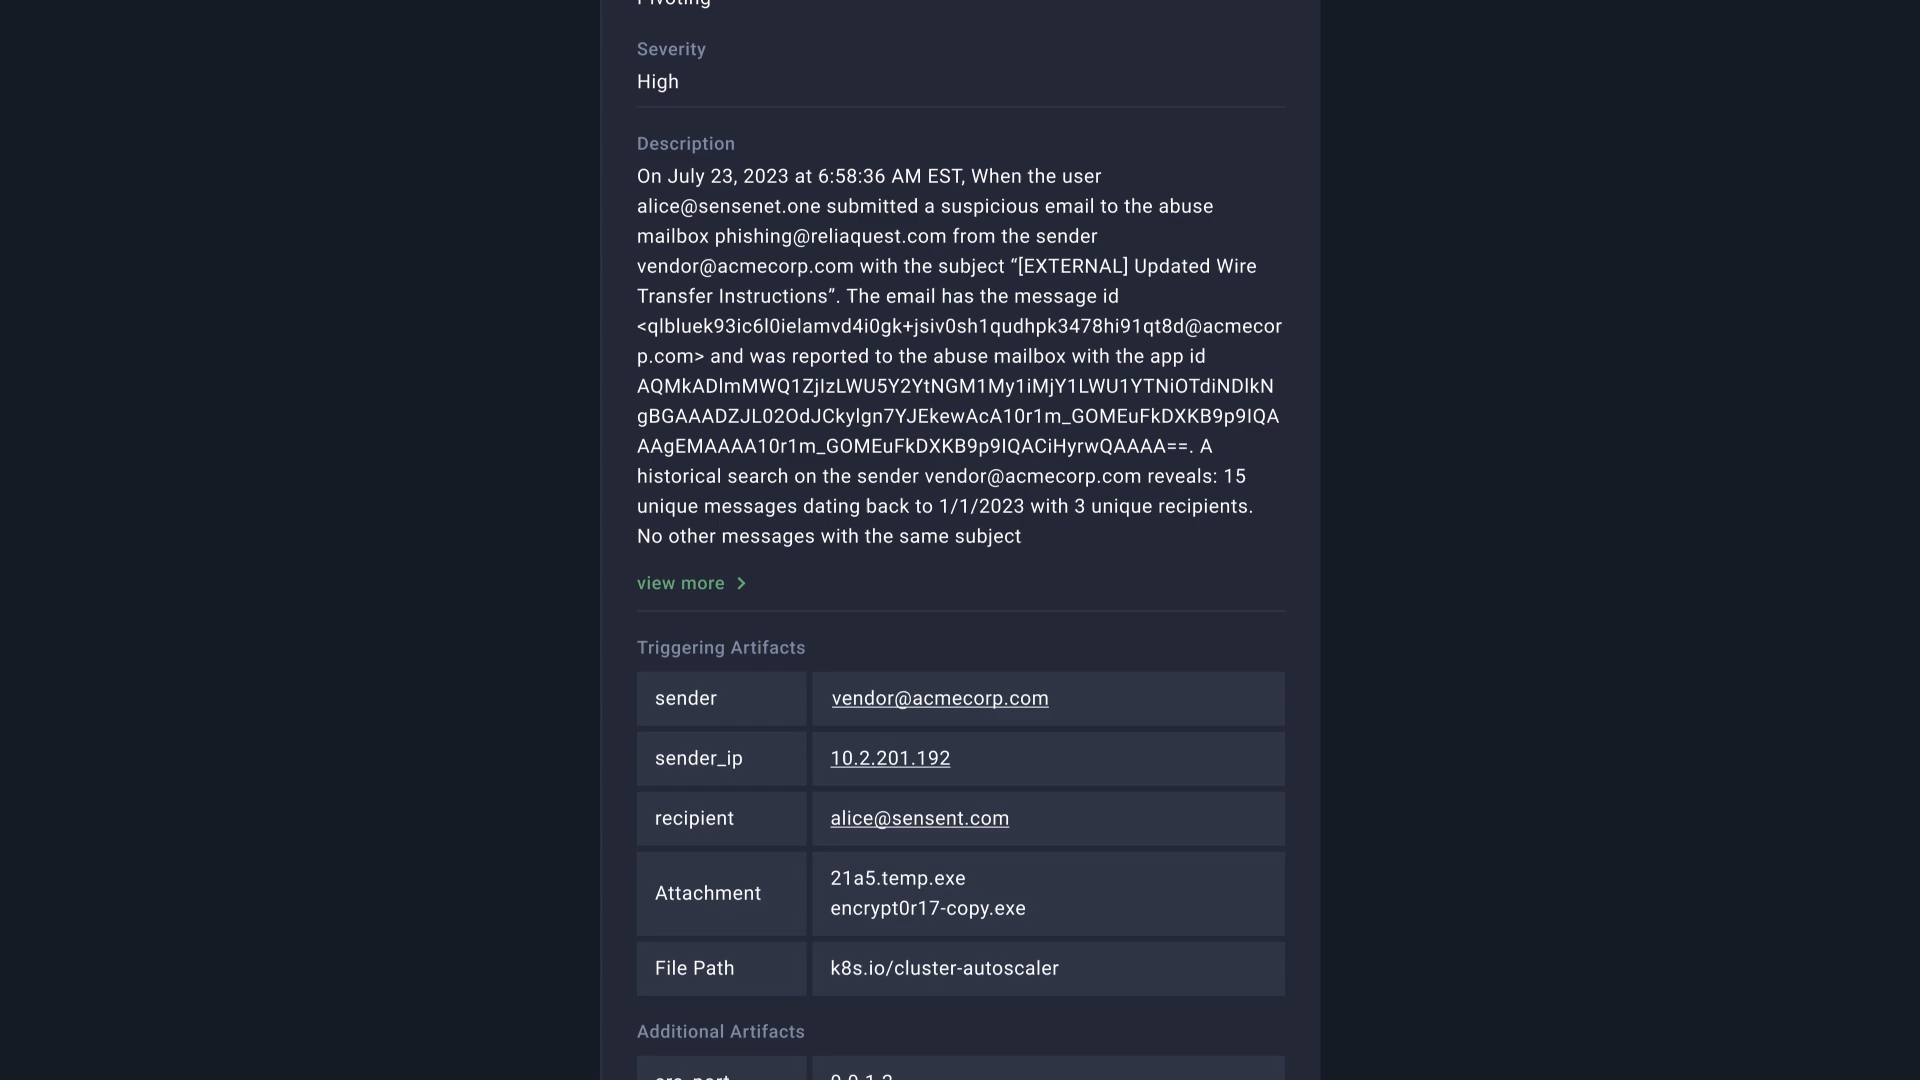 Pivoting
Severity
High
Description
On July 23, 2023 at 6:58:36 AM EST, When the user
alice@sensenet.one submitted a suspicious email to the abuse
mailbox phishing@reliaquest.com from the sender
vendor@acmecorp.com with the subject “[EXTERNAL] Updated Wire
Transfer Instructions”. The email has the message id
<qlbluek93ic6l0ielamvd4i0gk+jsiv0sh1qudhpk3478hi91qt8d@acmecor
p.com> and was reported to the abuse mailbox with the app id
AQMkADlmMWQ1ZjIzLWU5Y2YtNGM1My1iMjY1LWU1YTNiOTdiNDlkN
gBGAAADZJL02OdJCkylgn7YJEkewAcA10r1m_GOMEuFkDXKB9p9IQA
AAgEMAAAA10r1m_GOMEuFkDXKB9p9IQACiHyrwQAAAA==. A
historical search on the sender vendor@acmecorp.com reveals: 15
unique messages dating back to 1/1/2023 with 3 unique recipients.
No other messages with the same subject
view more
Triggering Artifacts
sender vendor@acmecorp.com
sender_ip 10.2.201.192
recipient alice@sensent.com
Attachment 21a5.temp.exe
encrypt0r17-copy.exe
File Path k8s.io/cluster-autoscaler
Additional Artifacts